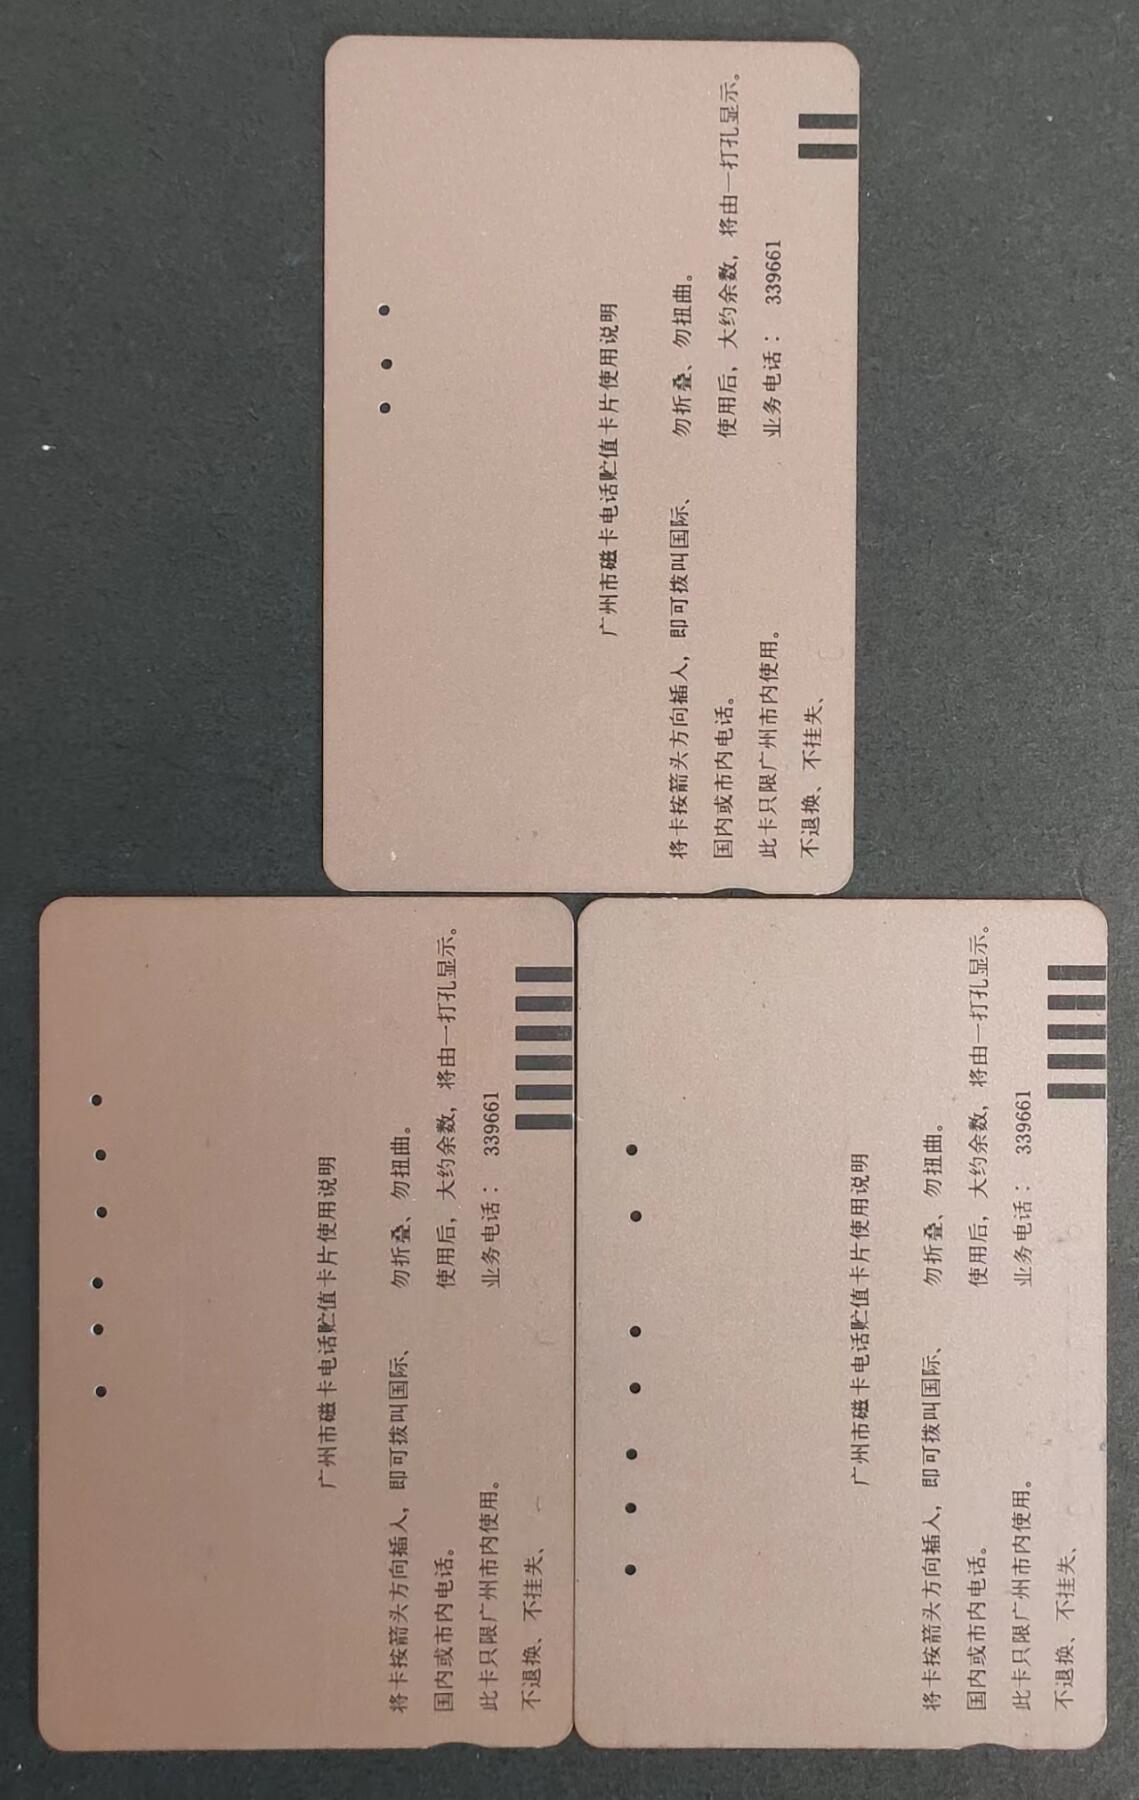 广州市磁卡电话贮值卡片使用说明
将卡按箭头方向插入，即可拨叫国际、
国内或市内电话。
此卡只限广州市内使用。
不退换、不挂失、
勿折叠、勿扭曲。
使用后，大约余数，将由一打孔显示。
业务电话：339661
广州市磁卡电话贮值卡片使用说明
将卡按箭头方向插入，即可拨叫国际、
国内或市内电话。
此卡只限广州市内使用。
不退换、不挂失、
勿折叠、勿扭曲。
使用后，大约余数，将由一打孔显示。
业务电话：339661
广州市磁卡电话贮值卡片使用说明
将卡按箭头方向插入，即可拨叫国际、
国内或市内电话。
此卡只限广州市内使用。
不退换、不挂失、
勿折叠、勿扭曲。
使用后，大约余数，将由一打孔显示。
业务电话：339661